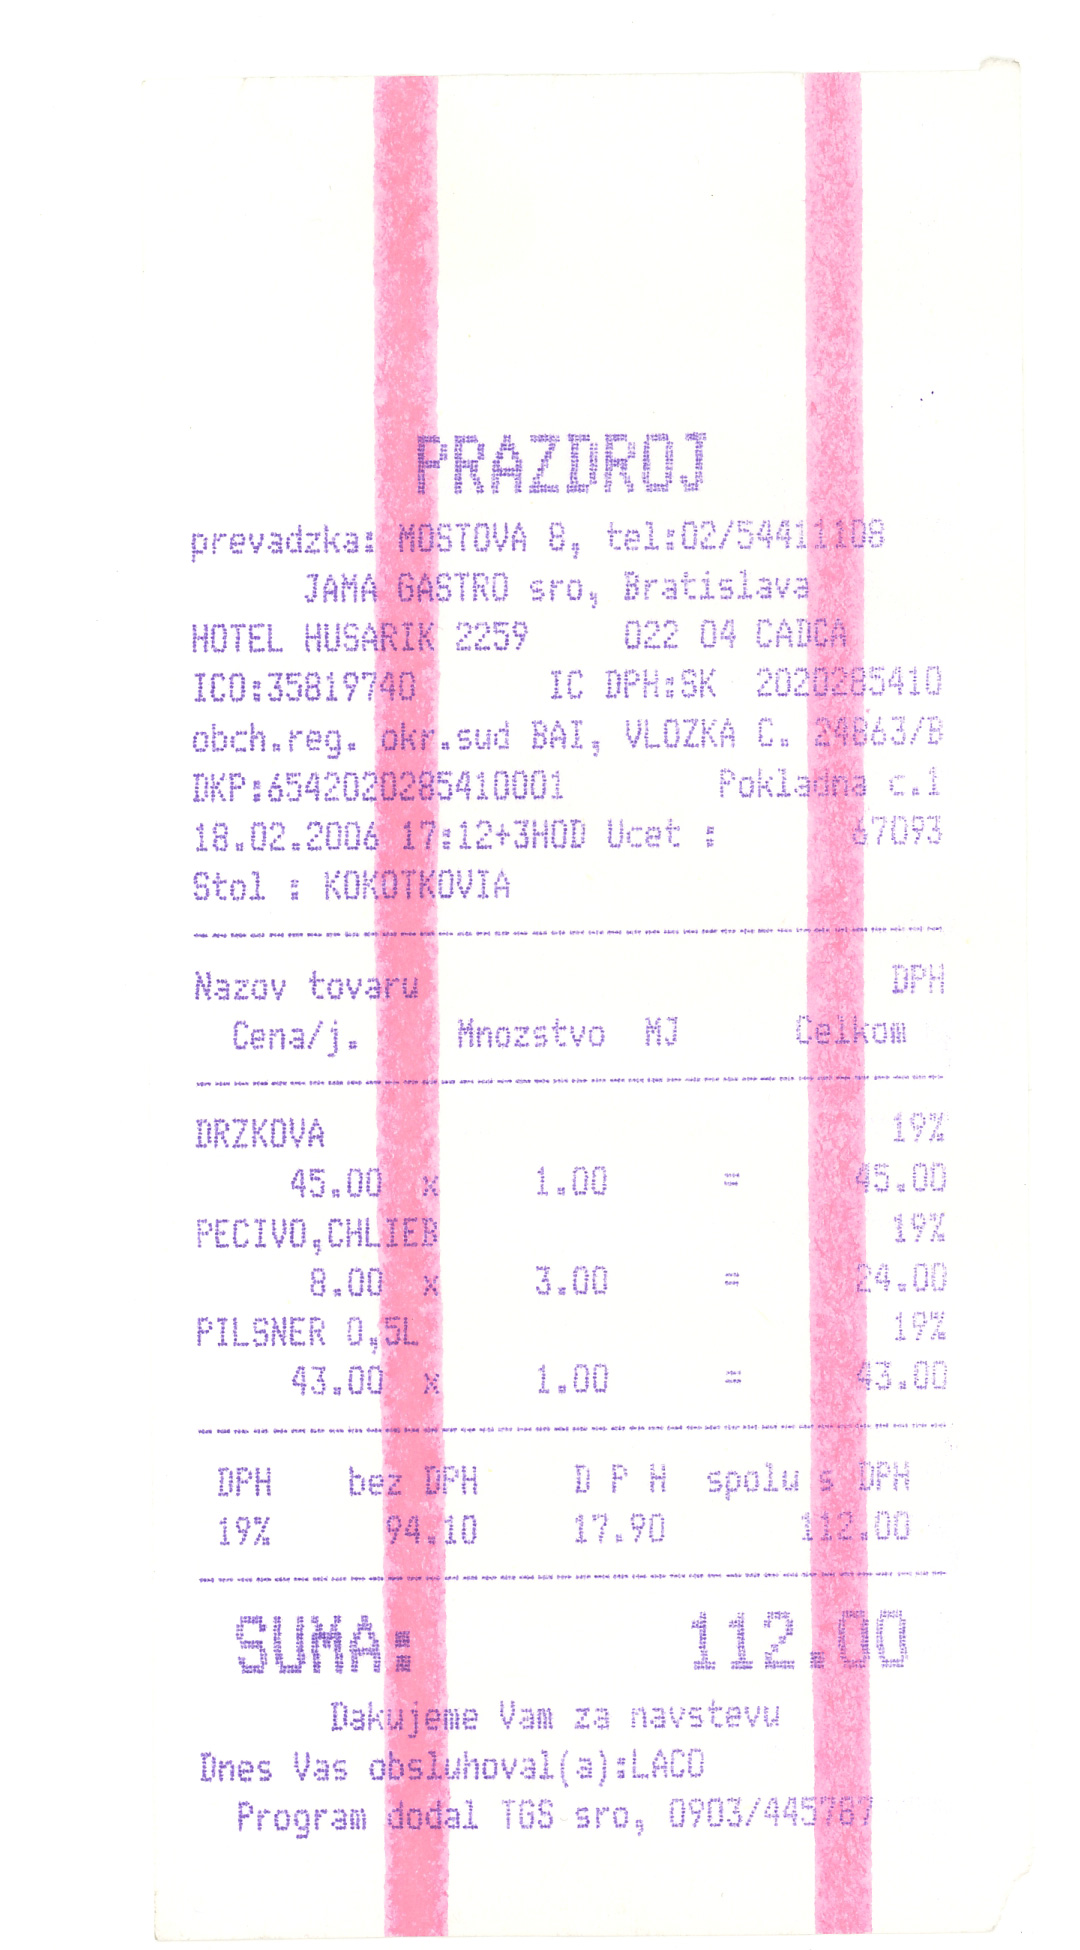 PRAZDROJ
prevadzka: MOSTOVA 8, tel:02/54411108
JAMA GASTRO sro, Bratislava
HOTEL HUSARIK 2259 022 04 CADCA
ICO:35819740 IC DPH:SK 2020285410
obch.reg. okr.sud BAI, VLOZKA C. 24863/B
DKP:6542020285410001 Pokladna c.1
18.02.2006 17:12+3HOD Ucet : 67093
Stol : KOKOTKOVIA
Nazov tovaru DPH
Cena/j. Mnozstvo MJ Celkom
DRZKOVA 19%
45.00 x 1.00 = 45.00
PECIVO,CHLIEB 19%
8.00 x 3.00 = 24.00
PILSNER 0,5L 19%
43.00 x 1.00 = 43.00
DPH bez DPH D P H spolu s DPH
19% 94.10 17.90 112.00
SUMA: 112.00
Dakujeme Vam za navstevu
Dnes Vas obsluhoval(a):LACO
Program dodal TGS sro, 0903/445767